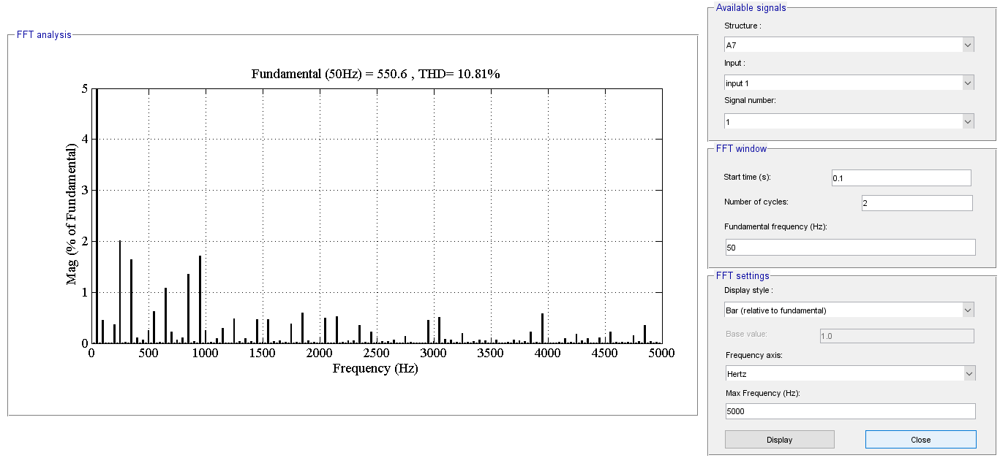 FFT analysis
Fundamental (50Hz) = 550.6 , THD= 10.81%
Mag (% of Fundamental)
5
4
3
2
1
0
0 500 1000 1500 2000 2500 3000 3500 4000 4500 5000
Frequency (Hz)
Available signals
Structure :
A7
Input :
input 1
Signal number:
1
FFT window
Start time (s):
0.1
Number of cycles:
2
Fundamental frequency (Hz):
50
FFT settings
Display style :
Bar (relative to fundamental)
Base value:
1.0
Frequency axis:
Hertz
Max Frequency (Hz):
5000
Display
Close